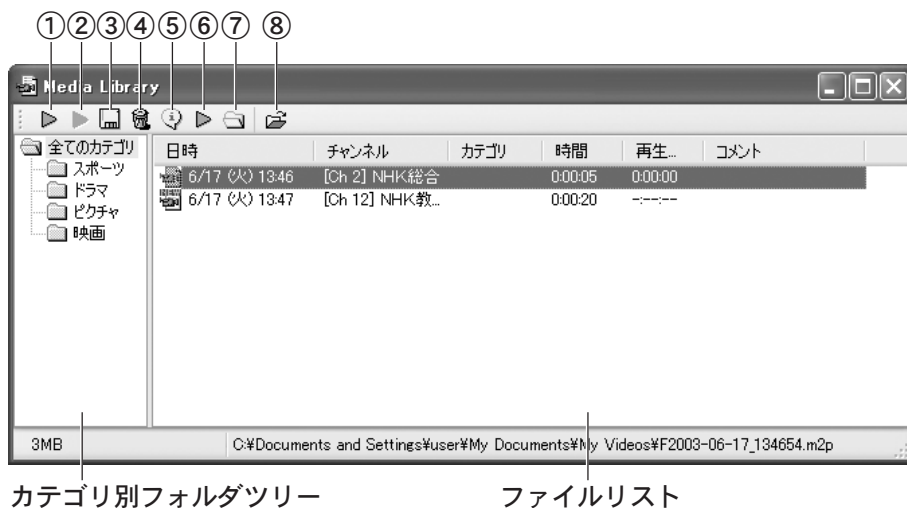 ①②③④⑤⑥⑦ ⑧
Media Library
全てのカテゴリ
スポーツ
ドラマ
ピクチャ
映画
日時 チャンネル カテゴリ 時間 再生... コメント
6/17 (火) 13:46 [Ch 2] NHK総合 0:00:05 0:00:00
6/17 (火) 13:47 [Ch 12] NHK教... 0:00:20 -:--:--
3MB C:¥Documents and Settings¥user¥My Documents¥My Videos¥F2003-06-17_134654.m2p
カテゴリ別フォルダツリー ファイルリスト